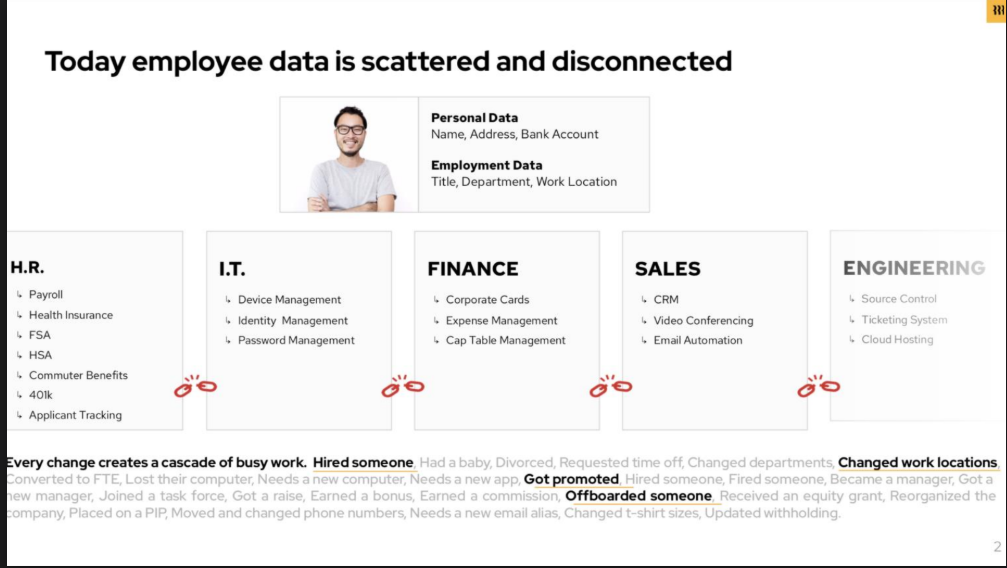 Today employee data is scattered and disconnected
Personal Data
Name, Address, Bank Account
Employment Data
Title, Department, Work Location
H.R.
Payroll
Health Insurance
FSA
HSA
Commuter Benefits
401k
Applicant Tracking
I.T.
Device Management
Identity Management
Password Management
FINANCE
Corporate Cards
Expense Management
Cap Table Management
SALES
CRM
Video Conferencing
Email Automation
ENGINEERING
Source Control
Ticketing System
Cloud Hosting
Every change creates a cascade of busy work. Hired someone, Had a baby, Divorced, Requested time off, Changed departments, Changed work locations,
Converted to FTE, Lost their computer, Needs a new computer, Needs a new app, Got promoted, Hired someone, Fired someone, Became a manager, Got a
new manager, Joined a task force, Got a raise, Earned a bonus, Earned a commission, Offboarded someone, Received an equity grant, Reorganized the
company, Placed on a PIP, Moved and changed phone numbers, Needs a new email alias, Changed t-shirt sizes, Updated withholding.
2